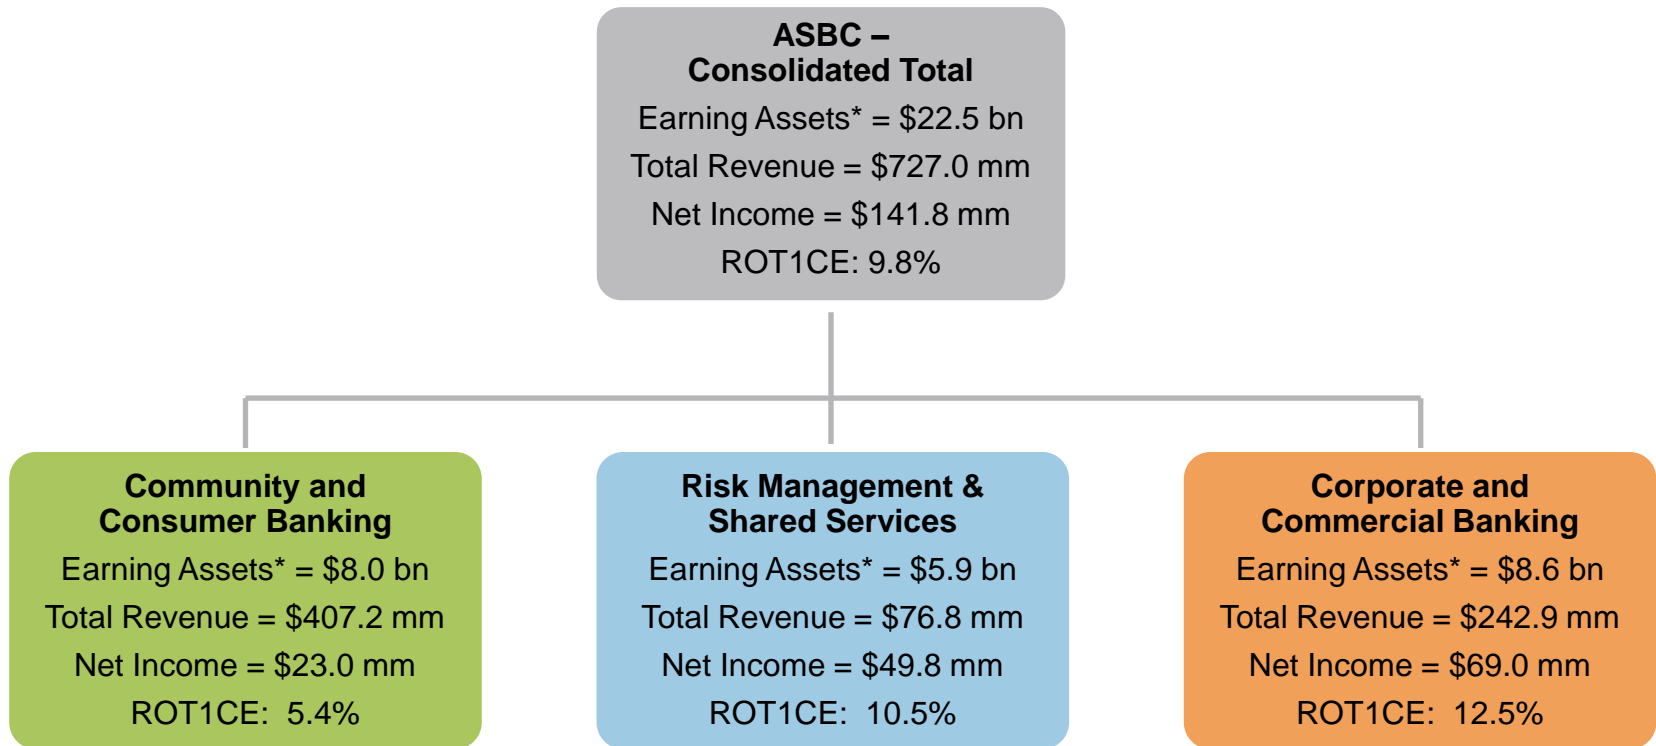 ASBC –
Consolidated Total
Earning Assets* = $22.5 bn
Total Revenue = $727.0 mm
Net Income = $141.8 mm
ROT1CE: 9.8%
Community and
Consumer Banking
Earning Assets* = $8.0 bn
Total Revenue = $407.2 mm
Net Income = $23.0 mm
ROT1CE: 5.4%
Risk Management &
Shared Services
Earning Assets* = $5.9 bn
Total Revenue = $76.8 mm
Net Income = $49.8 mm
ROT1CE: 10.5%
Corporate and
Commercial Banking
Earning Assets* = $8.6 bn
Total Revenue = $242.9 mm
Net Income = $69.0 mm
ROT1CE: 12.5%